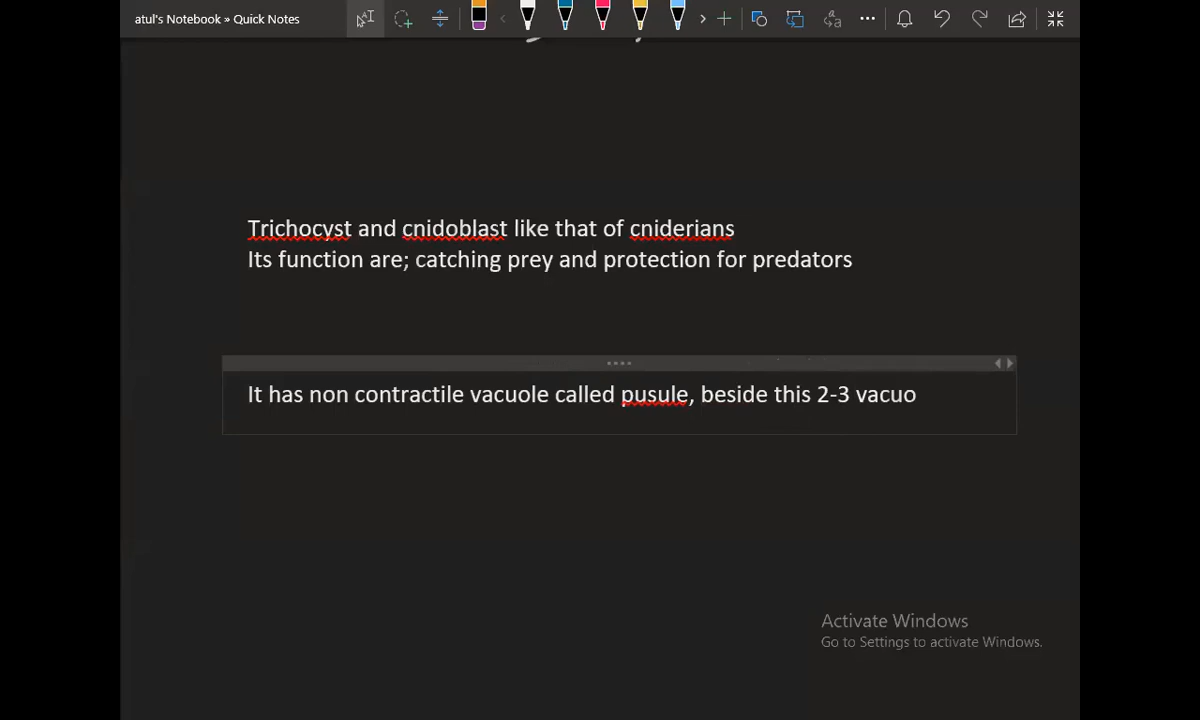 atul's Notebook » Quick Notes
Trichocyst and cnidoblast like that of cniderians
Its function are; catching prey and protection for predators
It has non contractile vacuole called pusule, beside this 2-3 vacuo
Activate Windows
Go to Settings to activate Windows.